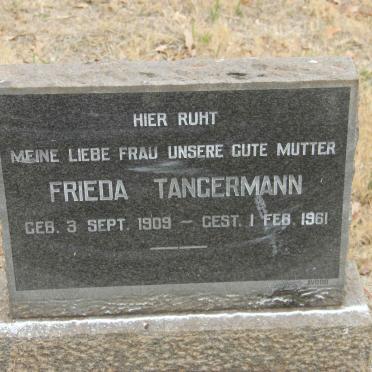 HIER RUHT
MEINE LIEBE FRAU UNSERE GUTE MUTTER
FRIEDA TANGERMANN
GEB. 3 SEPT. 1909 — GEST. 1 FEB. 1961